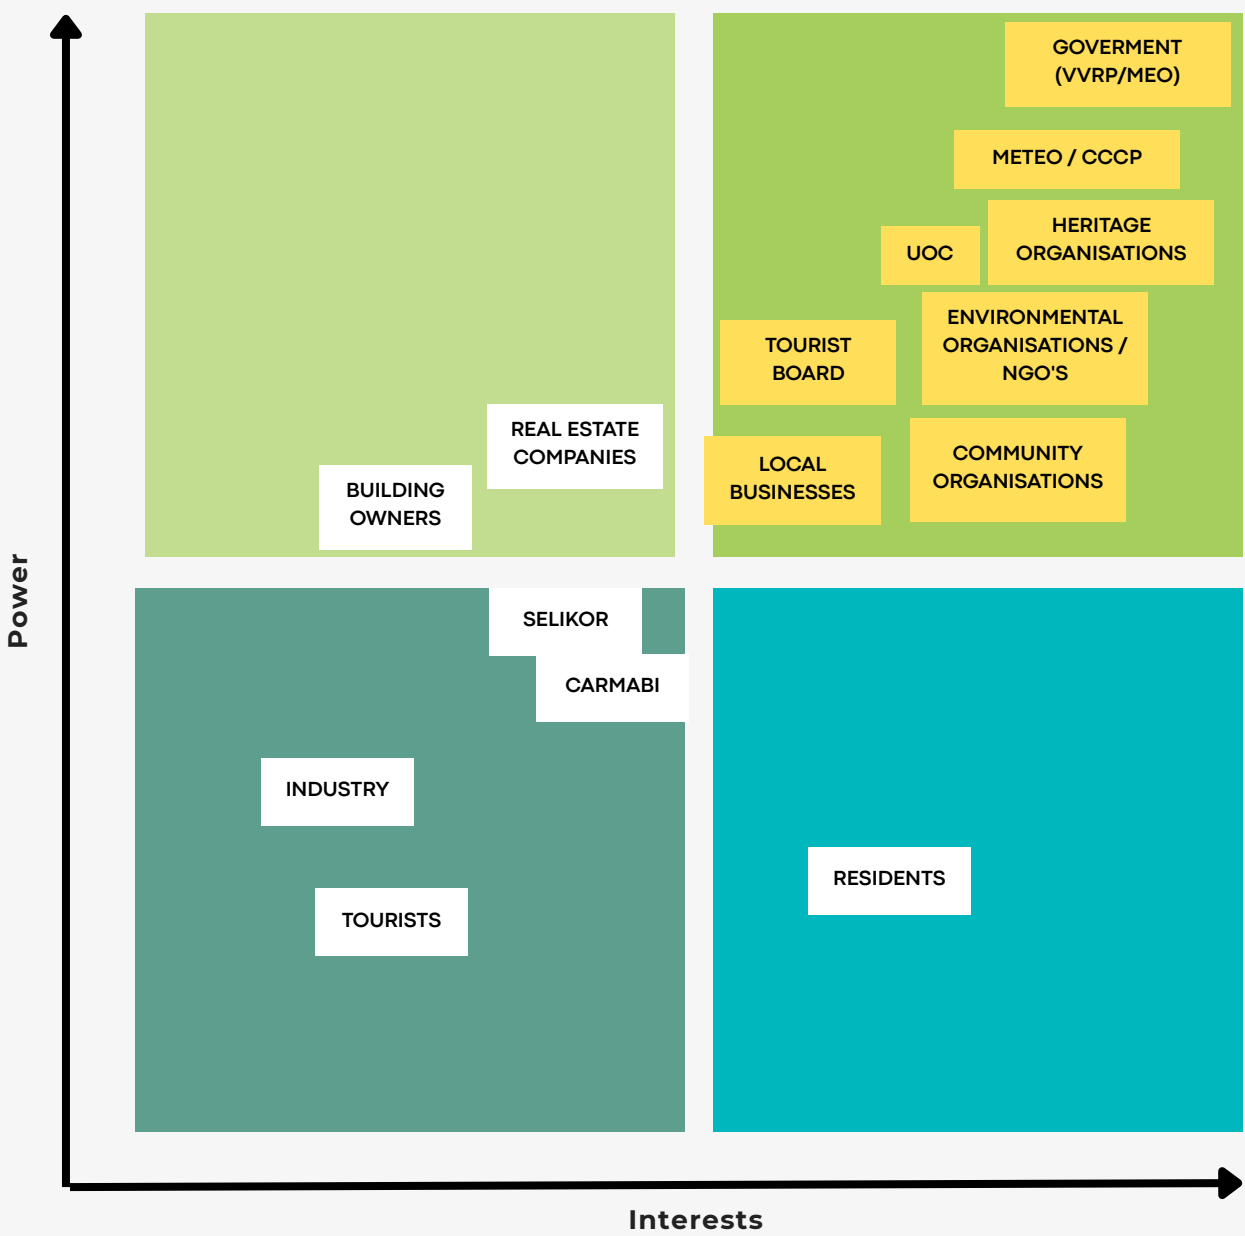 GOVERMENT
(VVRP/MEO)
METEO / CCCP
HERITAGE
ORGANISATIONS
UOC
ENVIRONMENTAL
ORGANISATIONS /
NGO'S
TOURIST
BOARD
REAL ESTATE
COMPANIES
LOCAL
BUSINESSES
COMMUNITY
ORGANISATIONS
BUILDING
OWNERS
Power
SELIKOR
CARMABI
INDUSTRY
RESIDENTS
TOURISTS
Interests